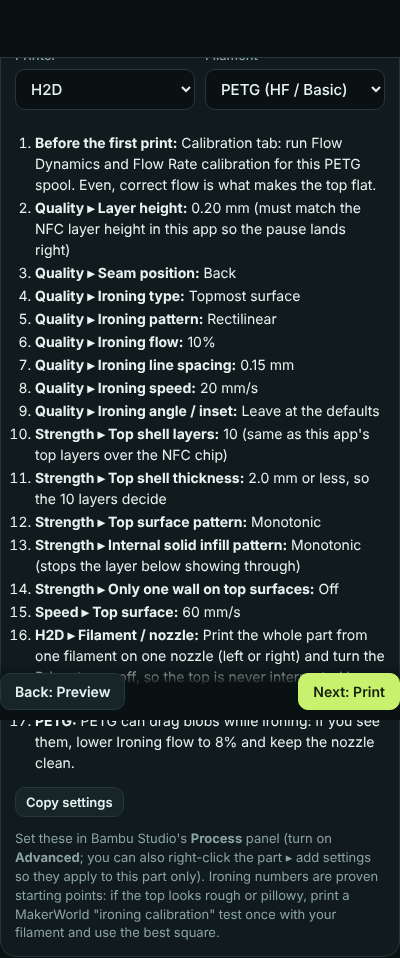 Printer Filament
H2D PETG (HF / Basic)
1. Before the first print: Calibration tab: run Flow
Dynamics and Flow Rate calibration for this PETG
spool. Even, correct flow is what makes the top flat.
2. Quality ▸ Layer height: 0.20 mm (must match the
NFC layer height in this app so the pause lands
right)
3. Quality ▸ Seam position: Back
4. Quality ▸ Ironing type: Topmost surface
5. Quality ▸ Ironing pattern: Rectilinear
6. Quality ▸ Ironing flow: 10%
7. Quality ▸ Ironing line spacing: 0.15 mm
8. Quality ▸ Ironing speed: 20 mm/s
9. Quality ▸ Ironing angle / inset: Leave at the defaults
10. Strength ▸ Top shell layers: 10 (same as this app's
top layers over the NFC chip)
11. Strength ▸ Top shell thickness: 2.0 mm or less, so
the 10 layers decide
12. Strength ▸ Top surface pattern: Monotonic
13. Strength ▸ Internal solid infill pattern: Monotonic
(stops the layer below showing through)
14. Strength ▸ Only one wall on top surfaces: Off
15. Speed ▸ Top surface: 60 mm/s
16. H2D ▸ Filament / nozzle: Print the whole part from
one filament on one nozzle (left or right) and turn the
off, so the top is never
Back: Preview Next: Print
17. PETG: PETG can drag blobs while ironing: if you see
them, lower Ironing flow to 8% and keep the nozzle
clean.
Copy settings
Set these in Bambu Studio's Process panel (turn on
Advanced; you can also right-click the part ▸ add settings
so they apply to this part only). Ironing numbers are proven
starting points: if the top looks rough or pillowy, print a
MakerWorld "ironing calibration" test once with your
filament and use the best square.